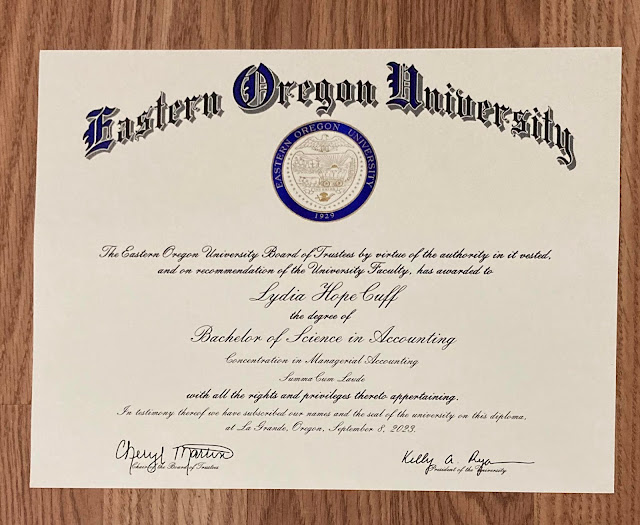 Eastern Oregon University
EASTERN OREGON UNIVERSITY
1929
The Eastern Oregon University Board of Trustees by virtue of the authority in it vested,
and on recommendation of the University Faculty, has awarded to
Lydia Hope Cuff
the degree of
Bachelor of Science in Accounting
Concentration in Managerial Accounting
Summa Cum Laude
with all the rights and privileges thereto appertaining.
In testimony thereof we have subscribed our names and the seal of the university on this diploma,
at La Grande, Oregon, September 8, 2023.
Cheryl Martin
Chair of the Board of Trustees
Kelly A. Ryan
President of the University